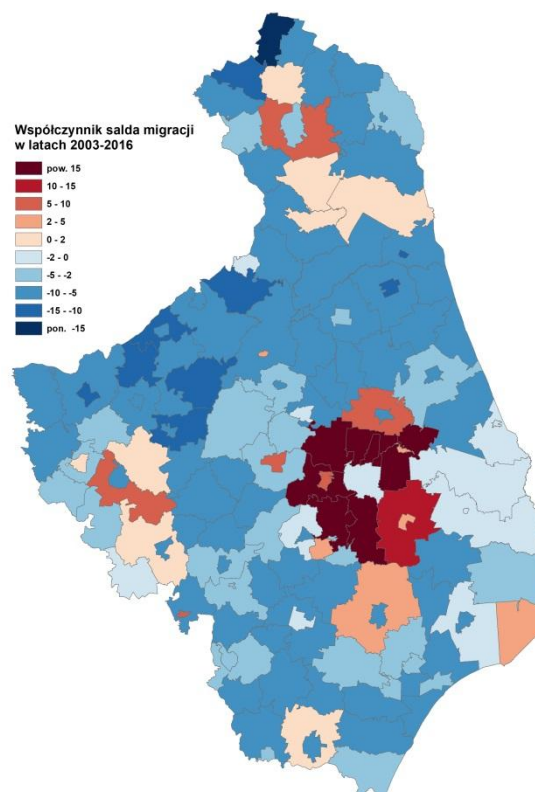 Współczynnik salda migracji
w latach 2003-2016
pow. 15
10 - 15
5 - 10
2 - 5
0 - 2
-2 - 0
-5 - -2
-10 - -5
-15 - -10
pon. -15